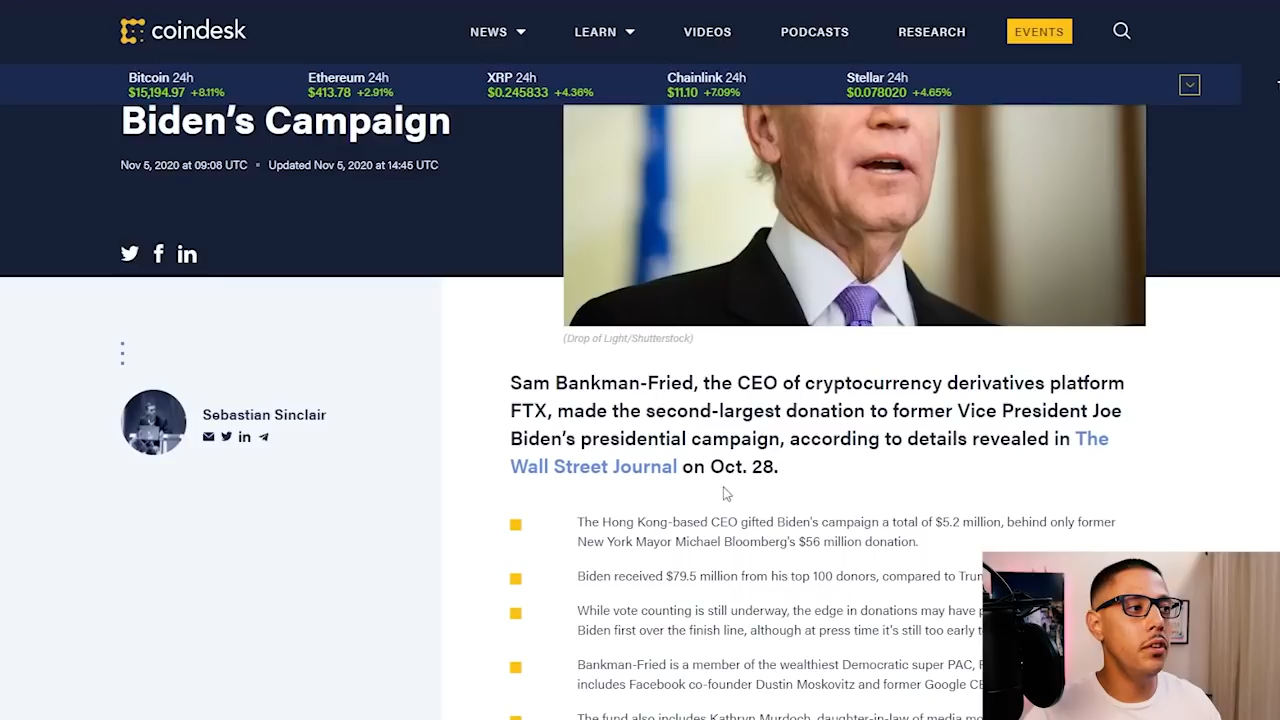 coindesk
NEWS LEARN VIDEOS PODCASTS RESEARCH EVENTS
Bitcoin 24h Ethereum 24h XRP 24h Chainlink 24h Stellar 24h
$15,194.97 +8.11% $413.78 +2.91% $0.245833 +4.36% $11.10 +7.09% $0.078020 +4.65%
Biden's Campaign
Nov 5, 2020 at 09:08 UTC Updated Nov 5, 2020 at 14:45 UTC
(Drop of Light/Shutterstock)
Sebastian Sinclair
Sam Bankman-Fried, the CEO of cryptocurrency derivatives platform
FTX, made the second-largest donation to former Vice President Joe
Biden's presidential campaign, according to details revealed in The
Wall Street Journal on Oct. 28.
The Hong Kong-based CEO gifted Biden's campaign a total of $5.2 million, behind only former
New York Mayor Michael Bloomberg's $56 million donation.
Biden received $79.5 million from his top 100 donors, compared to
While vote counting is still underway, the edge in donations may have
Biden first over the finish line, although at press time it's still too early
Bankman-Fried is a member of the wealthiest Democratic super PAC,
includes Facebook co-founder Dustin Moskovitz and former Google
The fund also includes Kathryn Murdoch, daughter-in-law of media